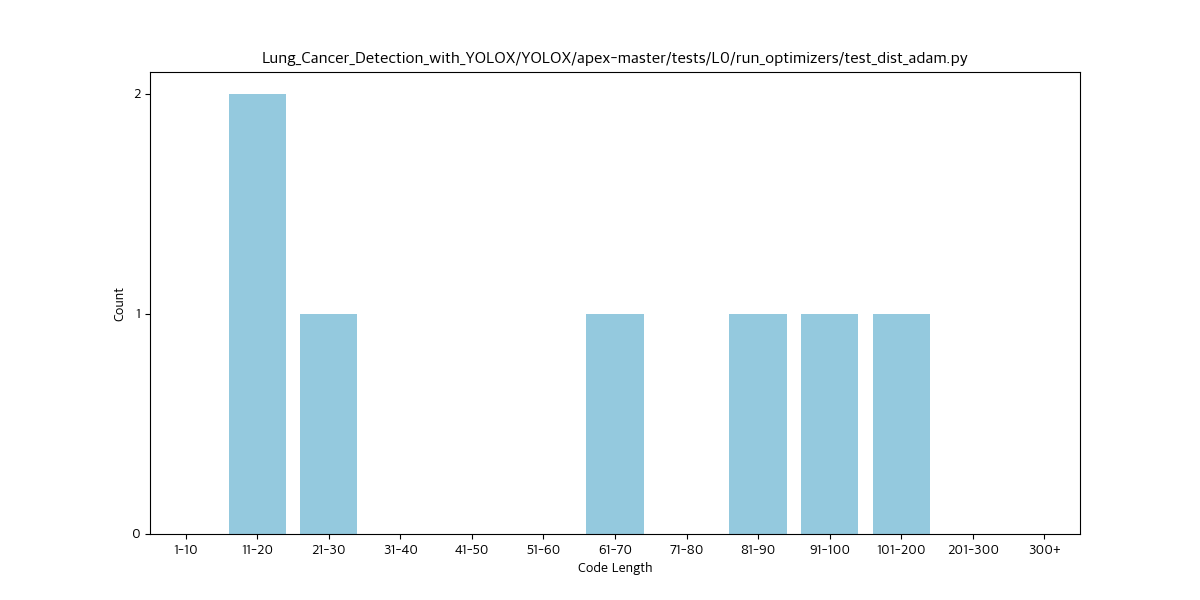 Lung_Cancer_Detection_with_YOLOX/YOLOX/apex-master/tests/L0/run_optimizers/test_dist_adam.py
2
1
0
Count
1-10 11-20 21-30 31-40 41-50 51-60 61-70 71-80 81-90 91-100 101-200 201-300 300+
Code Length